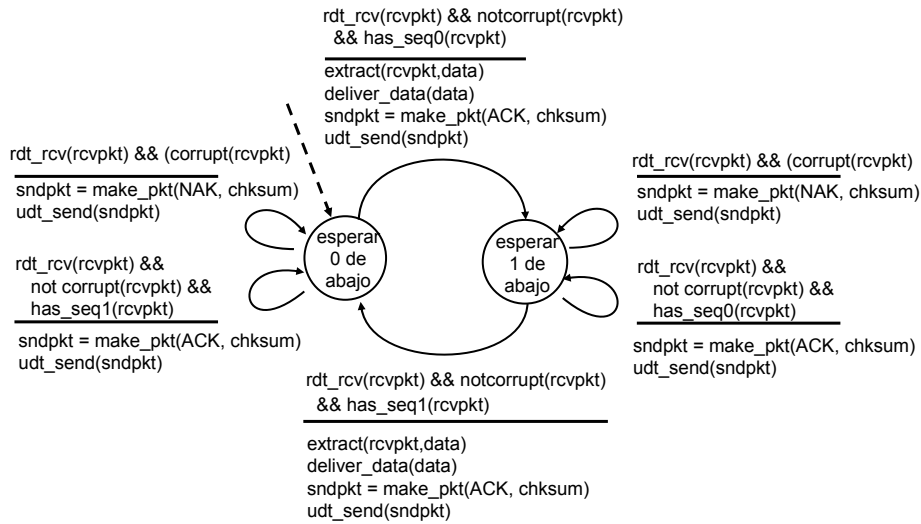 rdt_rcv(rcvpkt) && notcorrupt(rcvpkt)
&& has_seq0(rcvpkt)
extract(rcvpkt,data)
deliver_data(data)
sndpkt = make_pkt(ACK, chksum)
udt_send(sndpkt)
rdt_rcv(rcvpkt) && (corrupt(rcvpkt)
sndpkt = make_pkt(NAK, chksum)
udt_send(sndpkt)
rdt_rcv(rcvpkt) &&
not corrupt(rcvpkt) &&
has_seq1(rcvpkt)
sndpkt = make_pkt(ACK, chksum)
udt_send(sndpkt)
esperar
0 de
abajo
esperar
1 de
abajo
rdt_rcv(rcvpkt) && (corrupt(rcvpkt)
sndpkt = make_pkt(NAK, chksum)
udt_send(sndpkt)
rdt_rcv(rcvpkt) &&
not corrupt(rcvpkt) &&
has_seq0(rcvpkt)
sndpkt = make_pkt(ACK, chksum)
udt_send(sndpkt)
rdt_rcv(rcvpkt) && notcorrupt(rcvpkt)
&& has_seq1(rcvpkt)
extract(rcvpkt,data)
deliver_data(data)
sndpkt = make_pkt(ACK, chksum)
udt_send(sndpkt)